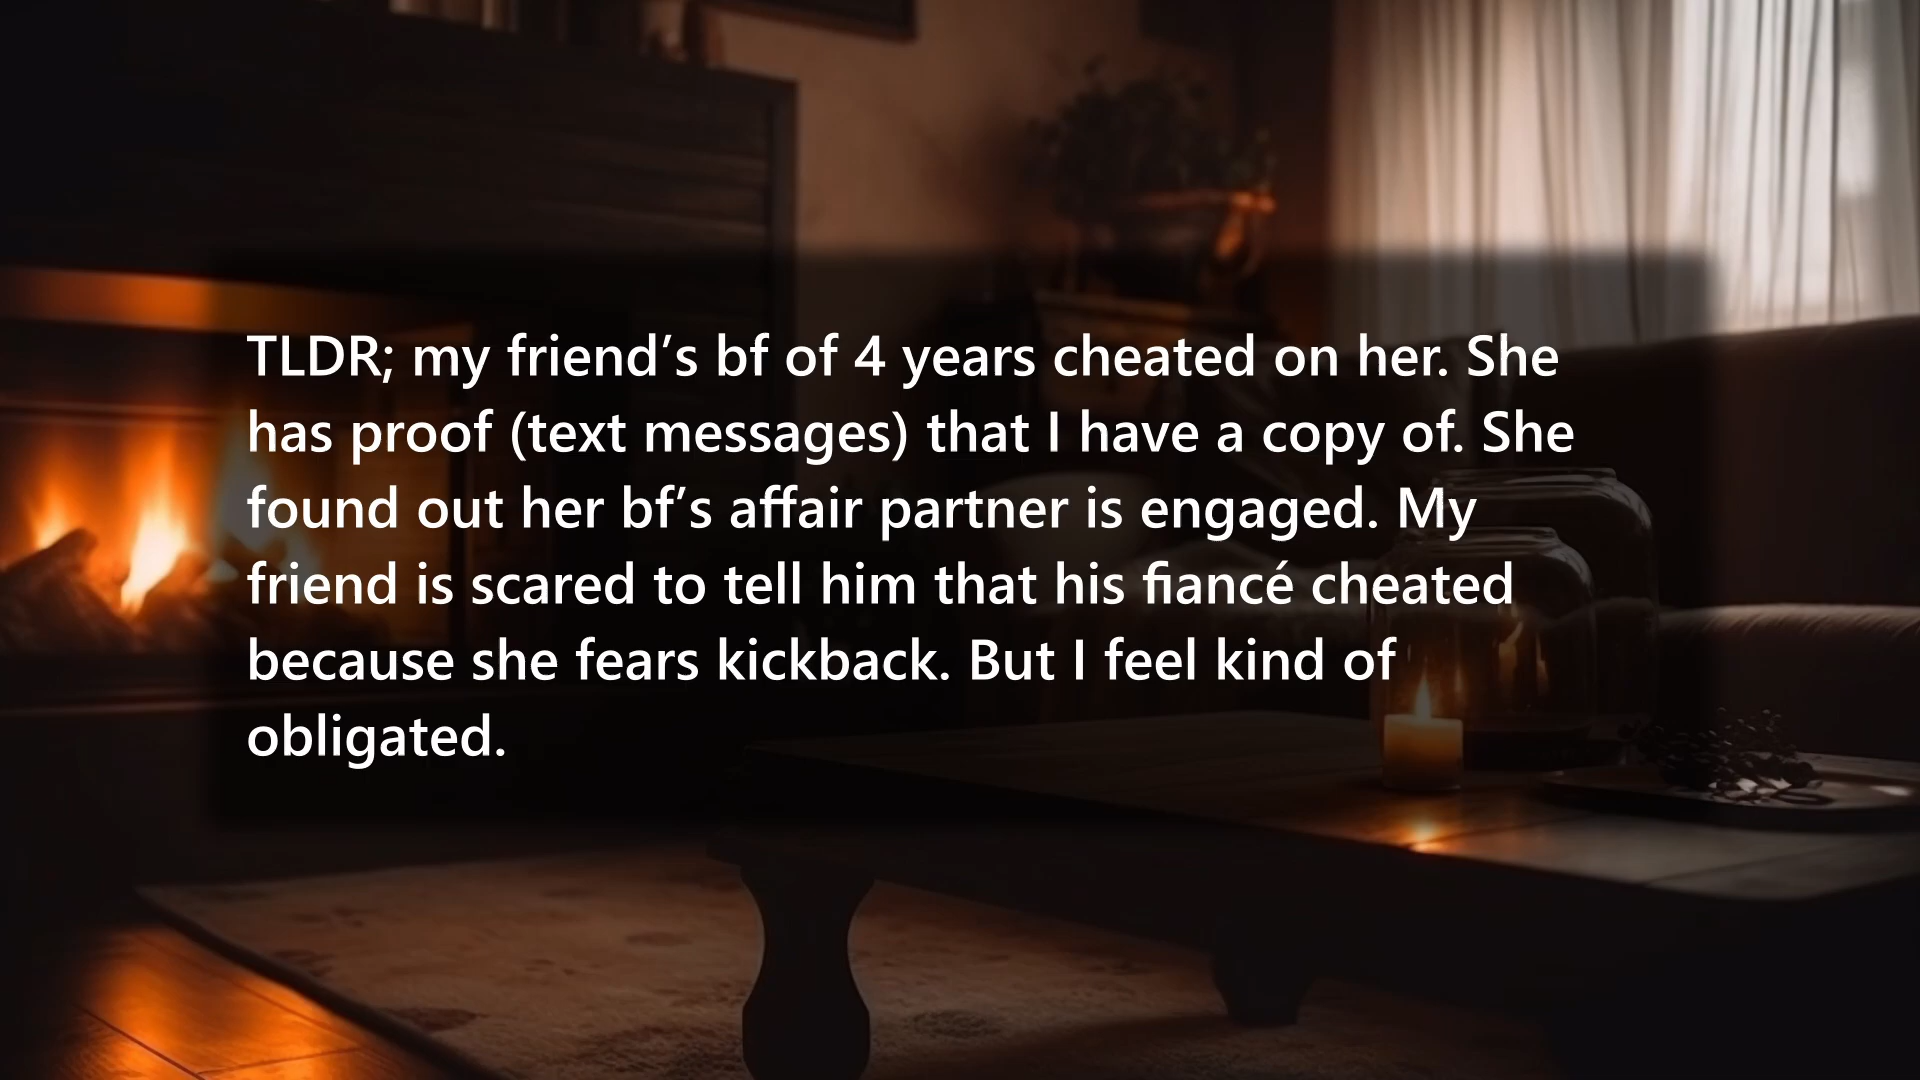 TLDR; my friend’s bf of 4 years cheated on her. She
has proof (text messages) that I have a copy of. She
found out her bf’s affair partner is engaged. My
friend is scared to tell him that his fiancé cheated
because she fears kickback. But I feel kind of
obligated.